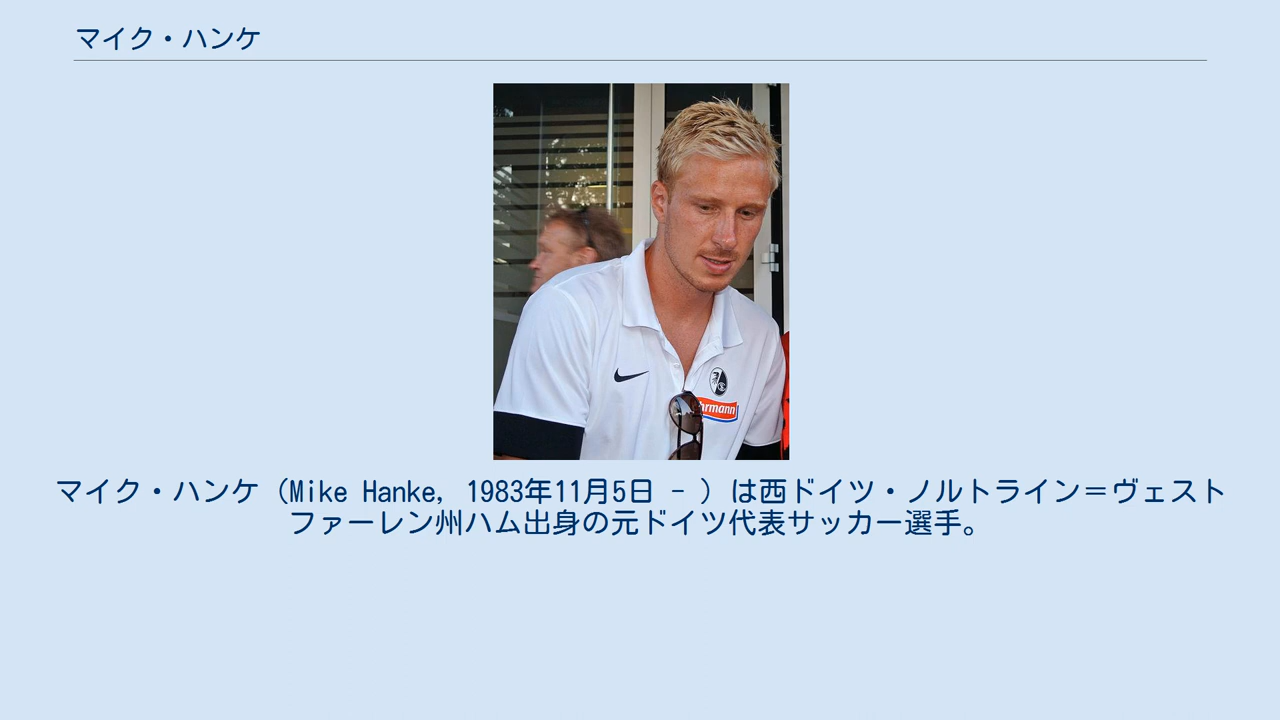 マイク・ハンケ
hrmann
マイク・ハンケ（Mike Hanke, 1983年11月5日 - ）は西ドイツ・ノルトライン＝ヴェスト
ファーレン州ハム出身の元ドイツ代表サッカー選手。